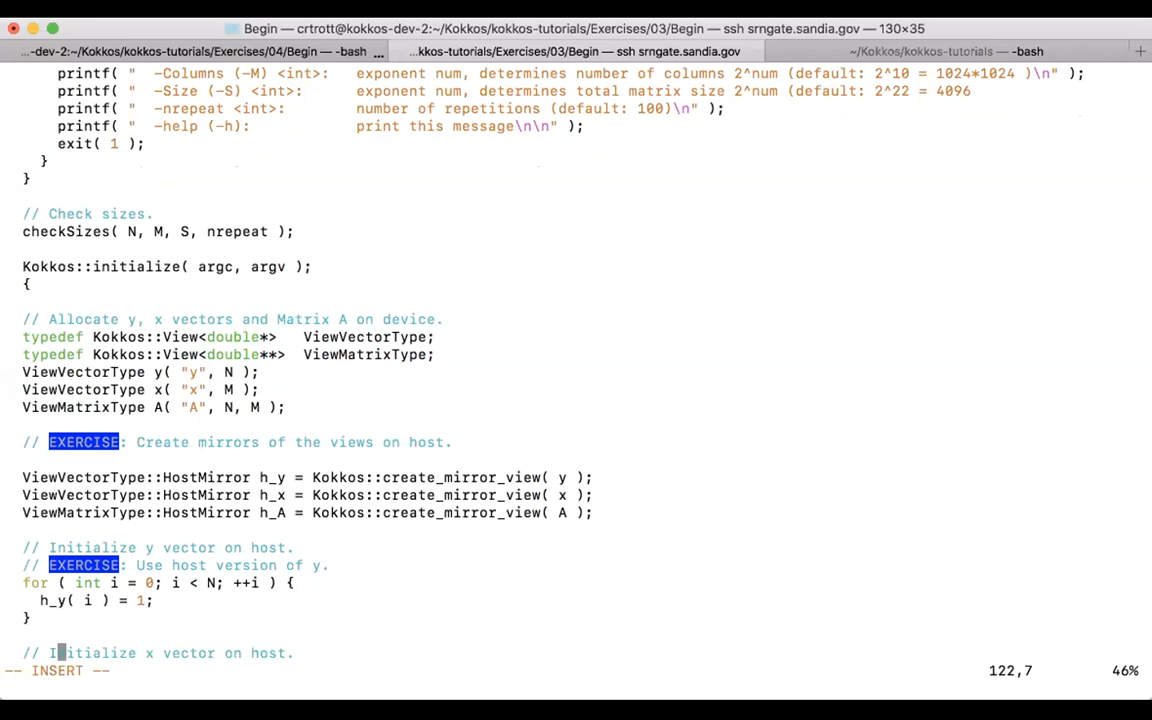 Begin — crtrott@kokkos-dev-2:~/Kokkos/kokkos-tutorials/Exercises/03/Begin — ssh srngate.sandia.gov — 130×35
...-dev-2:~/Kokkos/kokkos-tutorials/Exercises/04/Begin — -bash ... ...kkos-tutorials/Exercises/03/Begin — ssh srngate.sandia.gov ~/Kokkos/kokkos-tutorials — -bash +
printf( "  -Columns (-M) <int>:   exponent num, determines number of columns 2^num (default: 2^10 = 1024*1024 )\n" );
printf( "  -Size (-S) <int>:      exponent num, determines total matrix size 2^num (default: 2^22 = 4096
printf( "  -nrepeat <int>:        number of repetitions (default: 100)\n" );
printf( "  -help (-h):            print this message\n\n" );
exit( 1 );
}
}
// Check sizes.
checkSizes( N, M, S, nrepeat );
Kokkos::initialize( argc, argv );
{
// Allocate y, x vectors and Matrix A on device.
typedef Kokkos::View<double*>   ViewVectorType;
typedef Kokkos::View<double**>  ViewMatrixType;
ViewVectorType y( "y", N );
ViewVectorType x( "x", M );
ViewMatrixType A( "A", N, M );
// EXERCISE: Create mirrors of the views on host.
ViewVectorType::HostMirror h_y = Kokkos::create_mirror_view( y );
ViewVectorType::HostMirror h_x = Kokkos::create_mirror_view( x );
ViewMatrixType::HostMirror h_A = Kokkos::create_mirror_view( A );
// Initialize y vector on host.
// EXERCISE: Use host version of y.
for ( int i = 0; i < N; ++i ) {
h_y( i ) = 1;
}
// Initialize x vector on host.
-- INSERT -- 122,7 46%